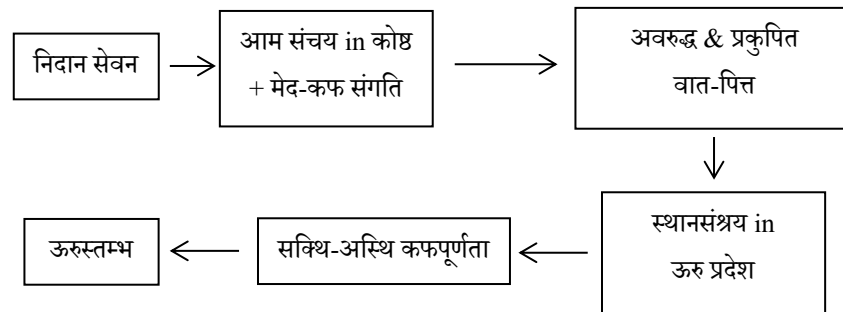 निदान सेवन
आम संचय in कोष्ठ
+ मेद-कफ संगति
अवरुद्ध & प्रकुपित
वात-पित्त
स्थानसंश्रय in
ऊरु प्रदेश
सक्थि-अस्थि कफपूर्णता
ऊरुस्तम्भ